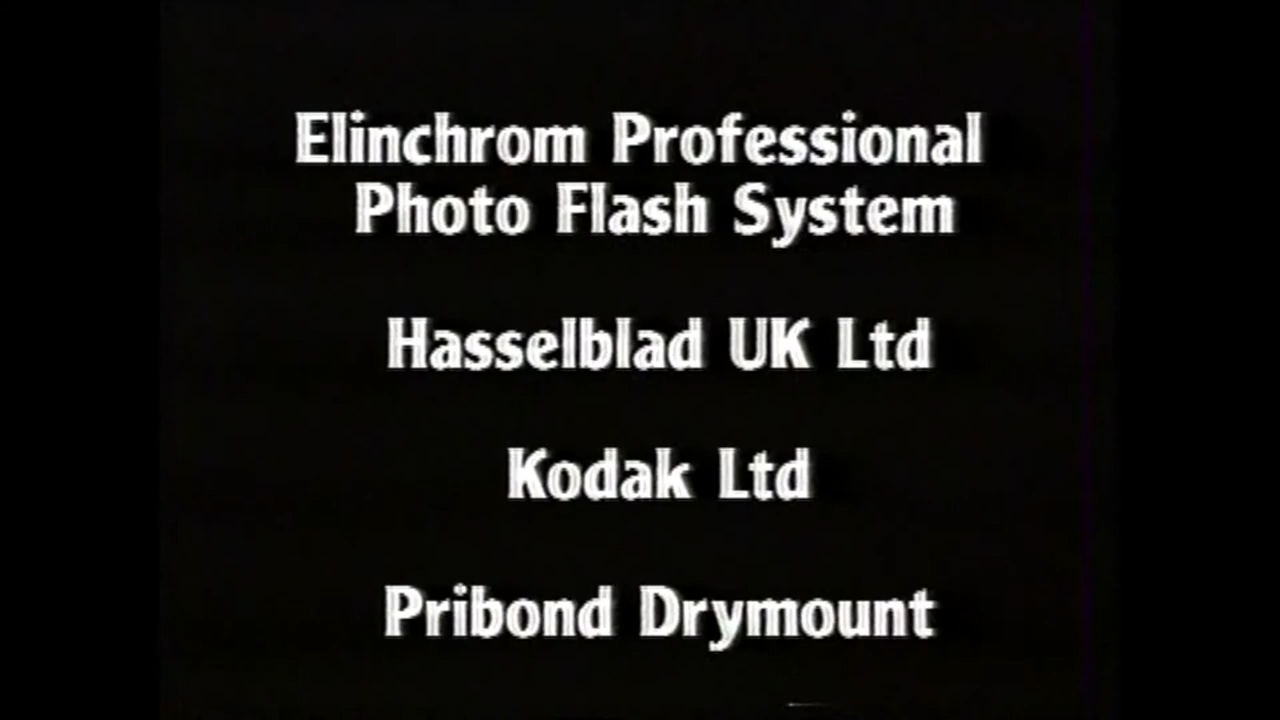 Elinchrom Professional
Photo Flash System
Hasselblad UK Ltd
Kodak Ltd
Pribond Drymount